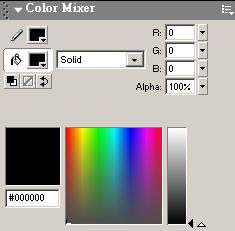 Color Mixer
R: 0
Solid
G: 0
B: 0
Alpha: 100%
#000000